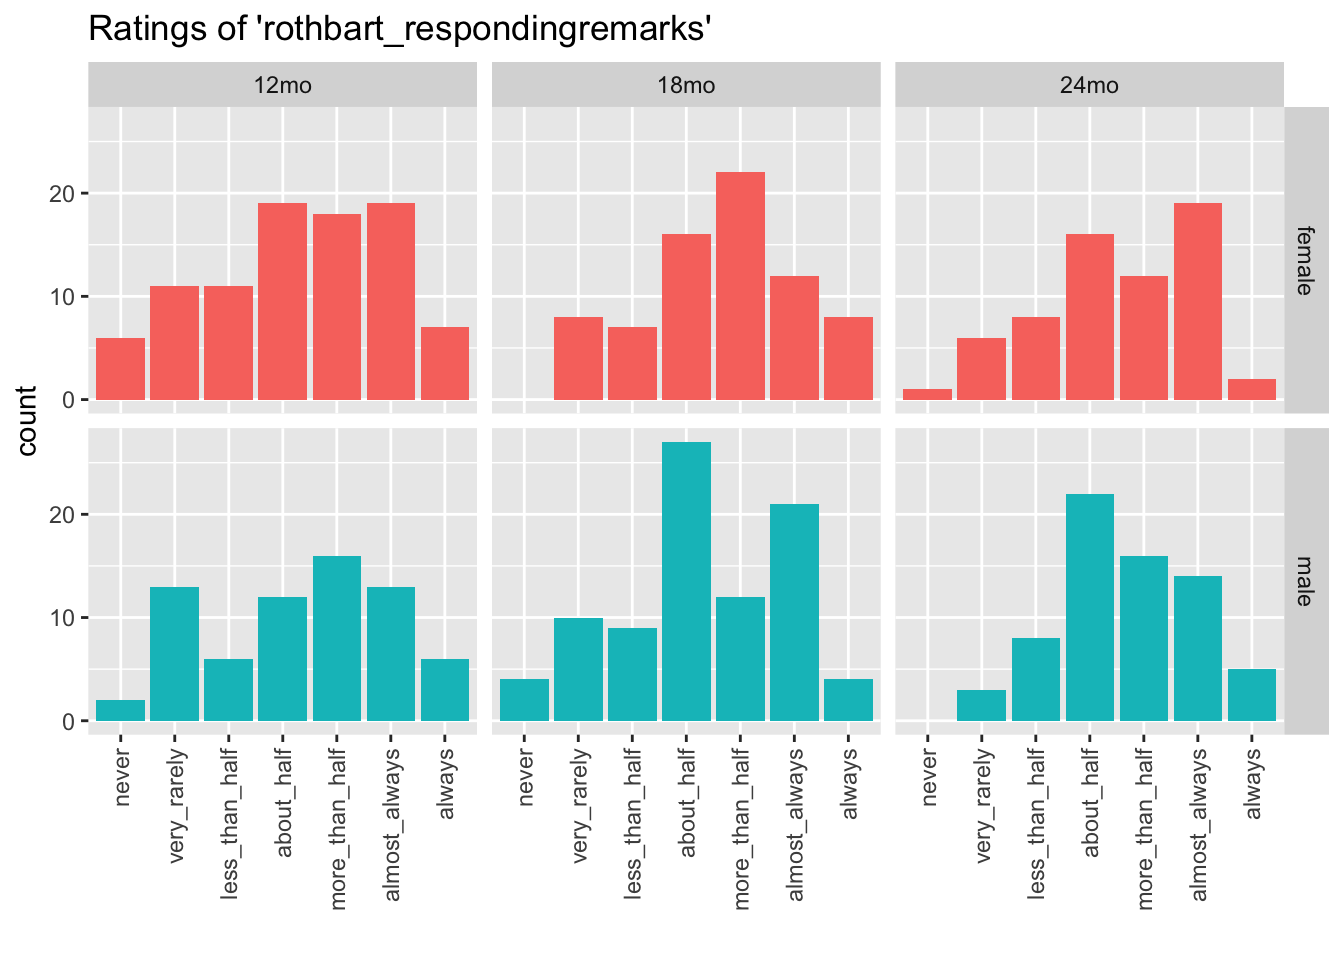 Ratings of 'rothbart_respondingremarks'
12mo 18mo 24mo
count
20
10
0
female
20
10
0
male
never very_rarely less_than_half about_half more_than_half almost_always always
never very_rarely less_than_half about_half more_than_half almost_always always
never very_rarely less_than_half about_half more_than_half almost_always always